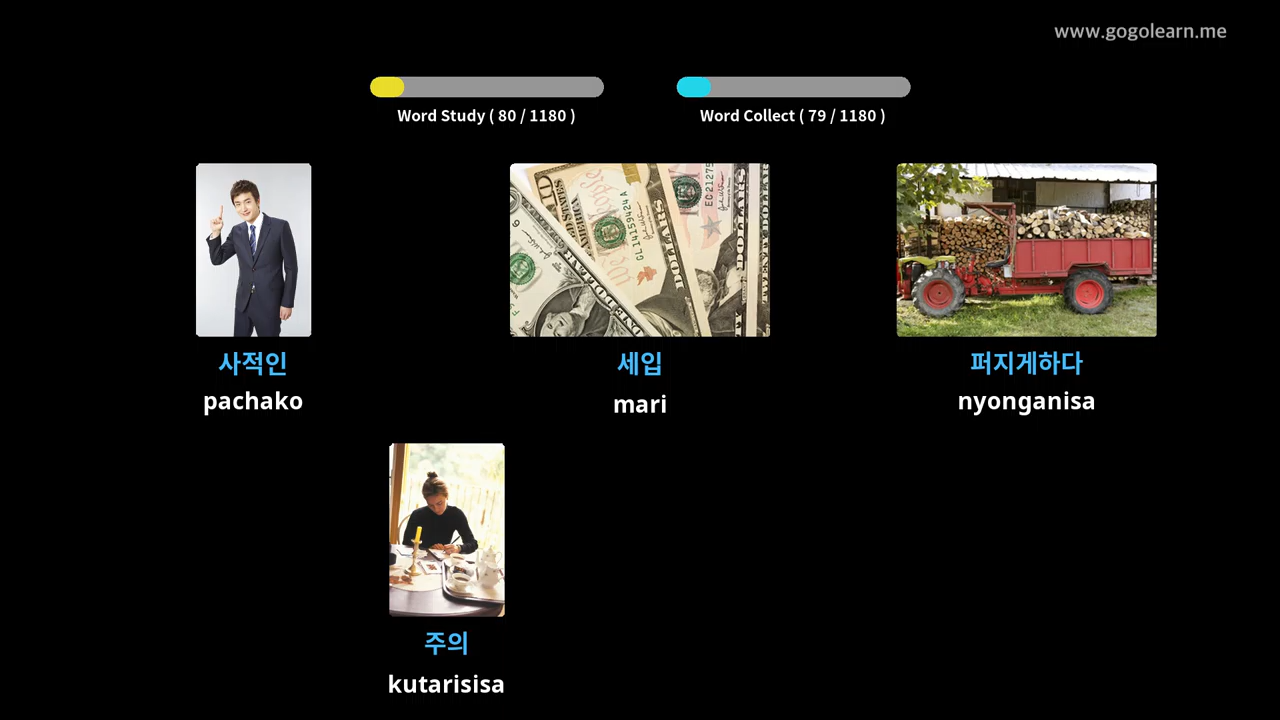 www.gogolearn.me
Word Study ( 80 / 1180 )
Word Collect ( 79 / 1180 )
사적인
pachako
세입
mari
퍼지게하다
nyonganisa
주의
kutarisisa